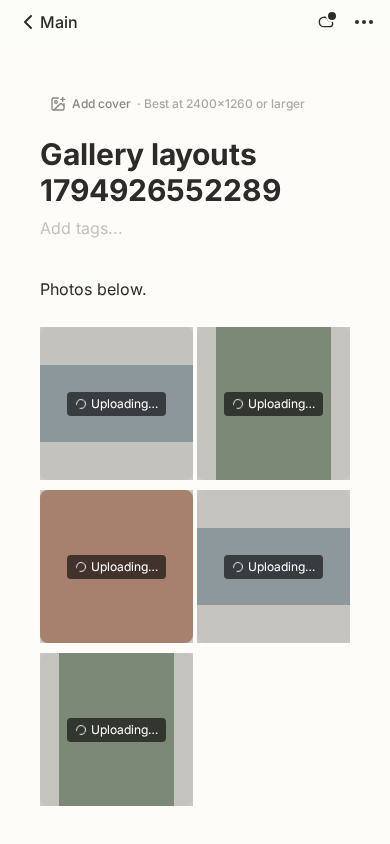 Main
Add cover · Best at 2400×1260 or larger
Gallery layouts
1794926552289
Add tags...
Photos below.
Uploading... Uploading...
Uploading... Uploading...
Uploading...